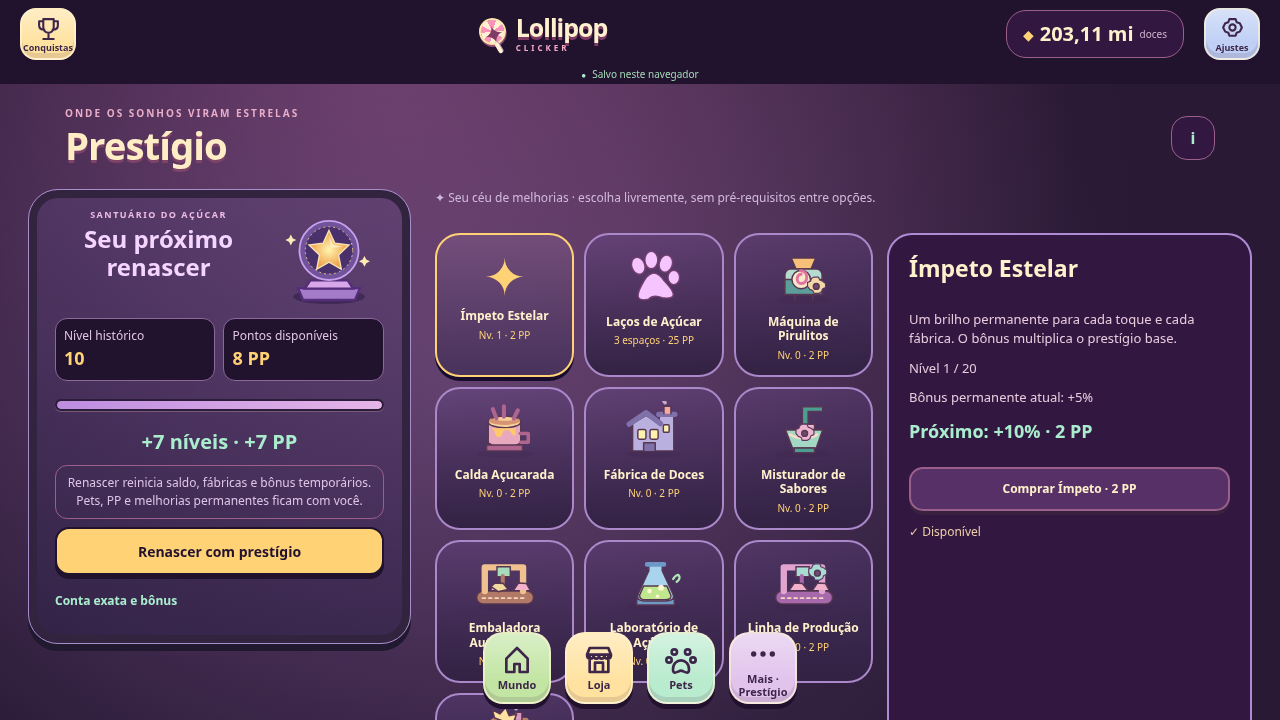 Conquistas
Lollipop
CLICKER
◆ 203,11 mi doces
Ajustes
• Salvo neste navegador
ONDE OS SONHOS VIRAM ESTRELAS
Prestígio
i
SANTUÁRIO DO AÇÚCAR
Seu próximo
renascer
Nível histórico
10
Pontos disponíveis
8 PP
+7 níveis · +7 PP
Renascer reinicia saldo, fábricas e bônus temporários.
Pets, PP e melhorias permanentes ficam com você.
Renascer com prestígio
Conta exata e bônus
✦ Seu céu de melhorias · escolha livremente, sem pré-requisitos entre opções.
Ímpeto Estelar
Nv. 1 · 2 PP
Laços de Açúcar
3 espaços · 25 PP
Máquina de
Pirulitos
Nv. 0 · 2 PP
Calda Açucarada
Nv. 0 · 2 PP
Fábrica de Doces
Nv. 0 · 2 PP
Misturador de
Sabores
Nv. 0 · 2 PP
Embaladora
Laboratório de
Linha de Produção
0 · 2 PP
Ímpeto Estelar
Um brilho permanente para cada toque e cada
fábrica. O bônus multiplica o prestígio base.
Nível 1 / 20
Bônus permanente atual: +5%
Próximo: +10% · 2 PP
Comprar Ímpeto · 2 PP
✓ Disponível
Mundo
Loja
Pets
Mais ·
Prestígio